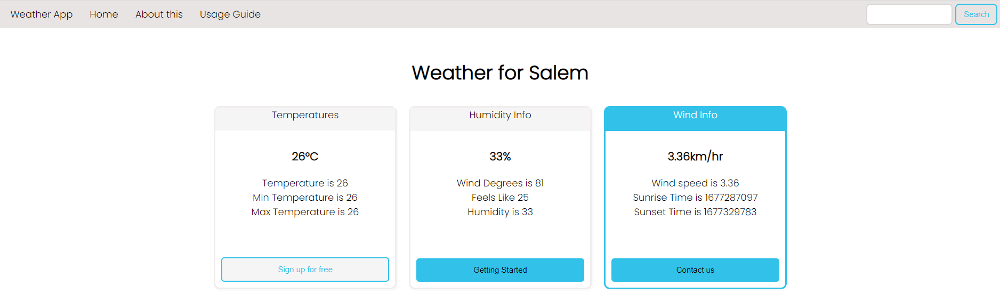 Weather App Home About this Usage Guide Search
Weather for Salem
Temperatures
26°C
Temperature is 26
Min Temperature is 26
Max Temperature is 26
Sign up for free
Humidity Info
33%
Wind Degrees is 81
Feels Like 25
Humidity is 33
Getting Started
Wind Info
3.36km/hr
Wind speed is 3.36
Sunrise Time is 1677287097
Sunset Time is 1677329783
Contact us